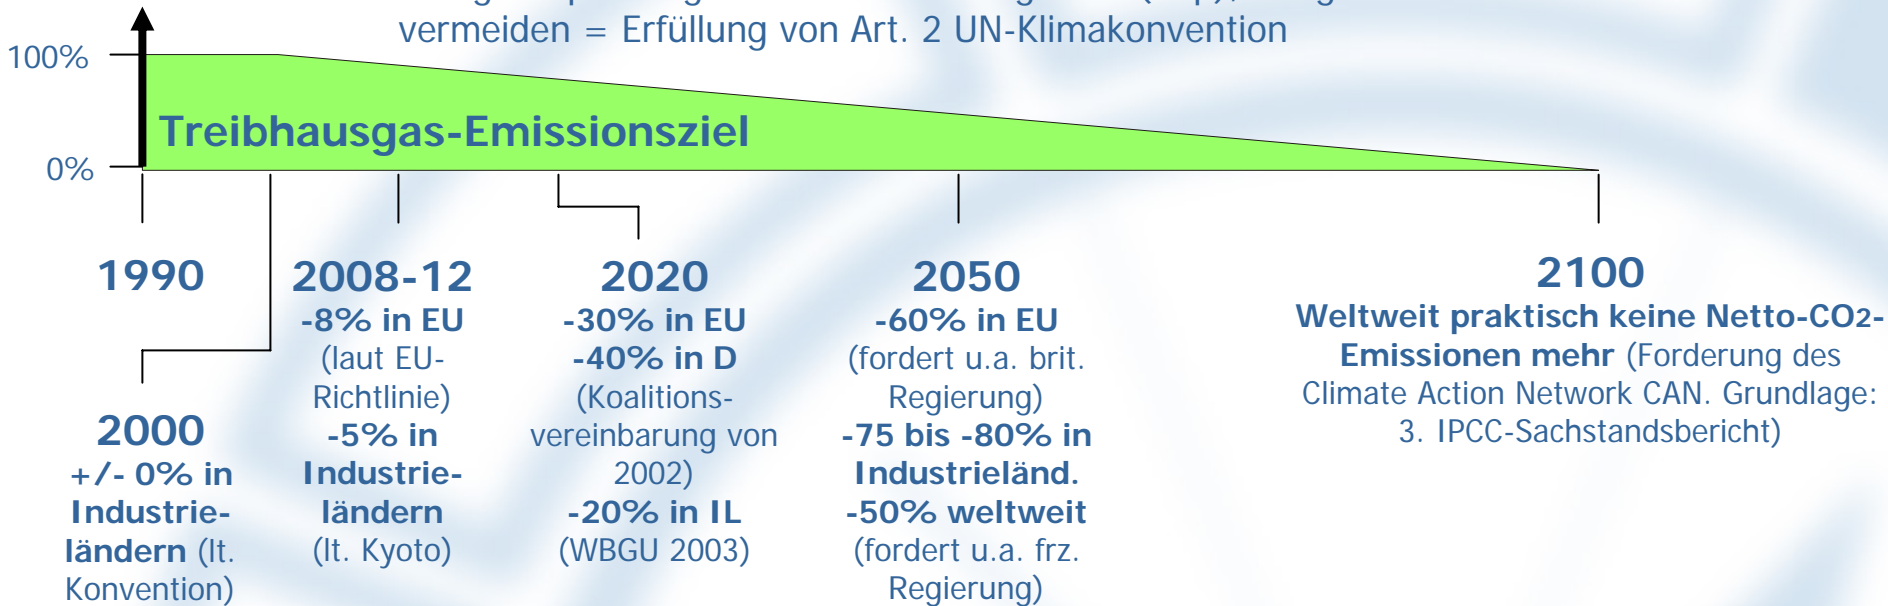 vermeiden = Erfüllung von Art. 2 UN-Klimakonvention
100%
Treibhausgas-Emissionsziel
0%
1990
2000
+/- 0% in
Industrie-
ländern (lt.
Konvention)
2008-12
-8% in EU
(laut EU-
Richtlinie)
-5% in
Industrie-
ländern
(lt. Kyoto)
2020
-30% in EU
-40% in D
(Koalitions-
vereinbarung von
2002)
-20% in IL
(WBGU 2003)
2050
-60% in EU
(fordert u.a. brit.
Regierung)
-75 bis -80% in
Industrieländ.
-50% weltweit
(fordert u.a. frz.
Regierung)
2100
Weltweit praktisch keine Netto-CO2-
Emissionen mehr (Forderung des
Climate Action Network CAN. Grundlage:
3. IPCC-Sachstandsbericht)